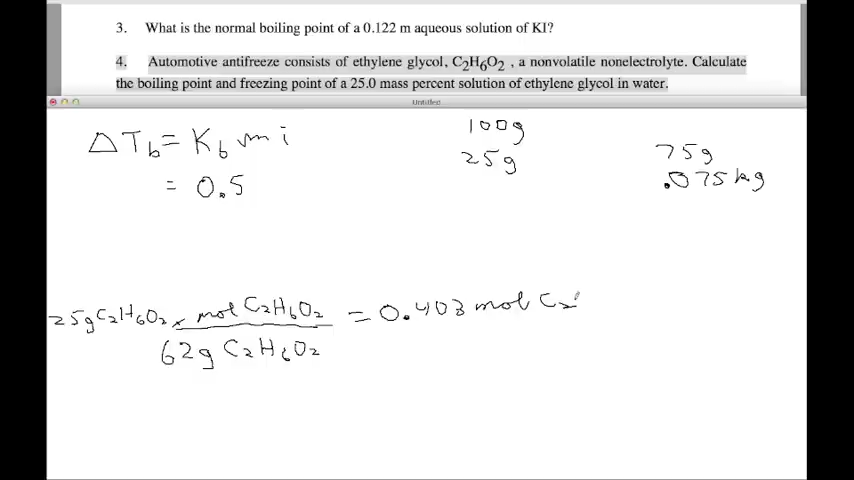 3. What is the normal boiling point of a 0.122 m aqueous solution of KI?
4. Automotive antifreeze consists of ethylene glycol, C2H6O2 , a nonvolatile nonelectrolyte. Calculate
the boiling point and freezing point of a 25.0 mass percent solution of ethylene glycol in water.
Untitled
ΔTb = Kb m i
= 0.5
100g
25g
75g
.075 kg
25g C2H6O2 x mol C2H6O2 / 62g C2H6O2 = 0.403 mol C2